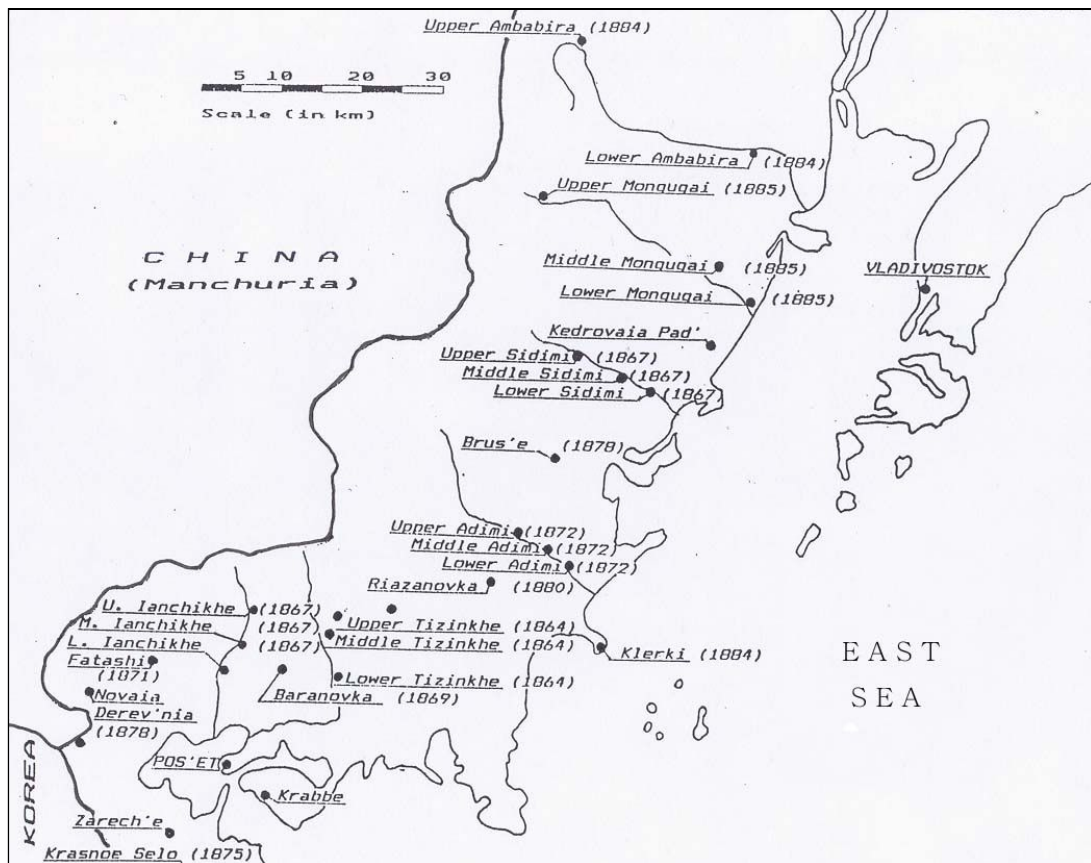 Upper Ambabira (1884)
5 10 20 30
Scale (in km)
Lower Ambabira (1884)
Upper Mongugai (1885)
CHINA
(Manchuria)
Middle Mongugai (1885)
VLADIVOSTOK
Lower Mongugai (1885)
Kedrovaia Pad'
Upper Sidimi (1867)
Middle Sidimi (1867)
Lower Sidimi (1867)
Brus'e (1878)
Upper Adimi (1872)
Middle Adimi (1872)
Lower Adimi (1872)
Riazanovka (1880)
U. Ianchikhe (1867)
M. Ianchikhe (1867)
L. Ianchikhe (1867)
Upper Tizinkhe (1864)
Middle Tizinkhe (1864)
Lower Tizinkhe (1864)
Klerki (1884)
EAST
SEA
Fatashi
(1871)
Baranovka (1869)
Novaia
Derev'nia
(1878)
POS'ET
Krabbe
KOREA
Zarech'e
Krasnoe Selo (1875)